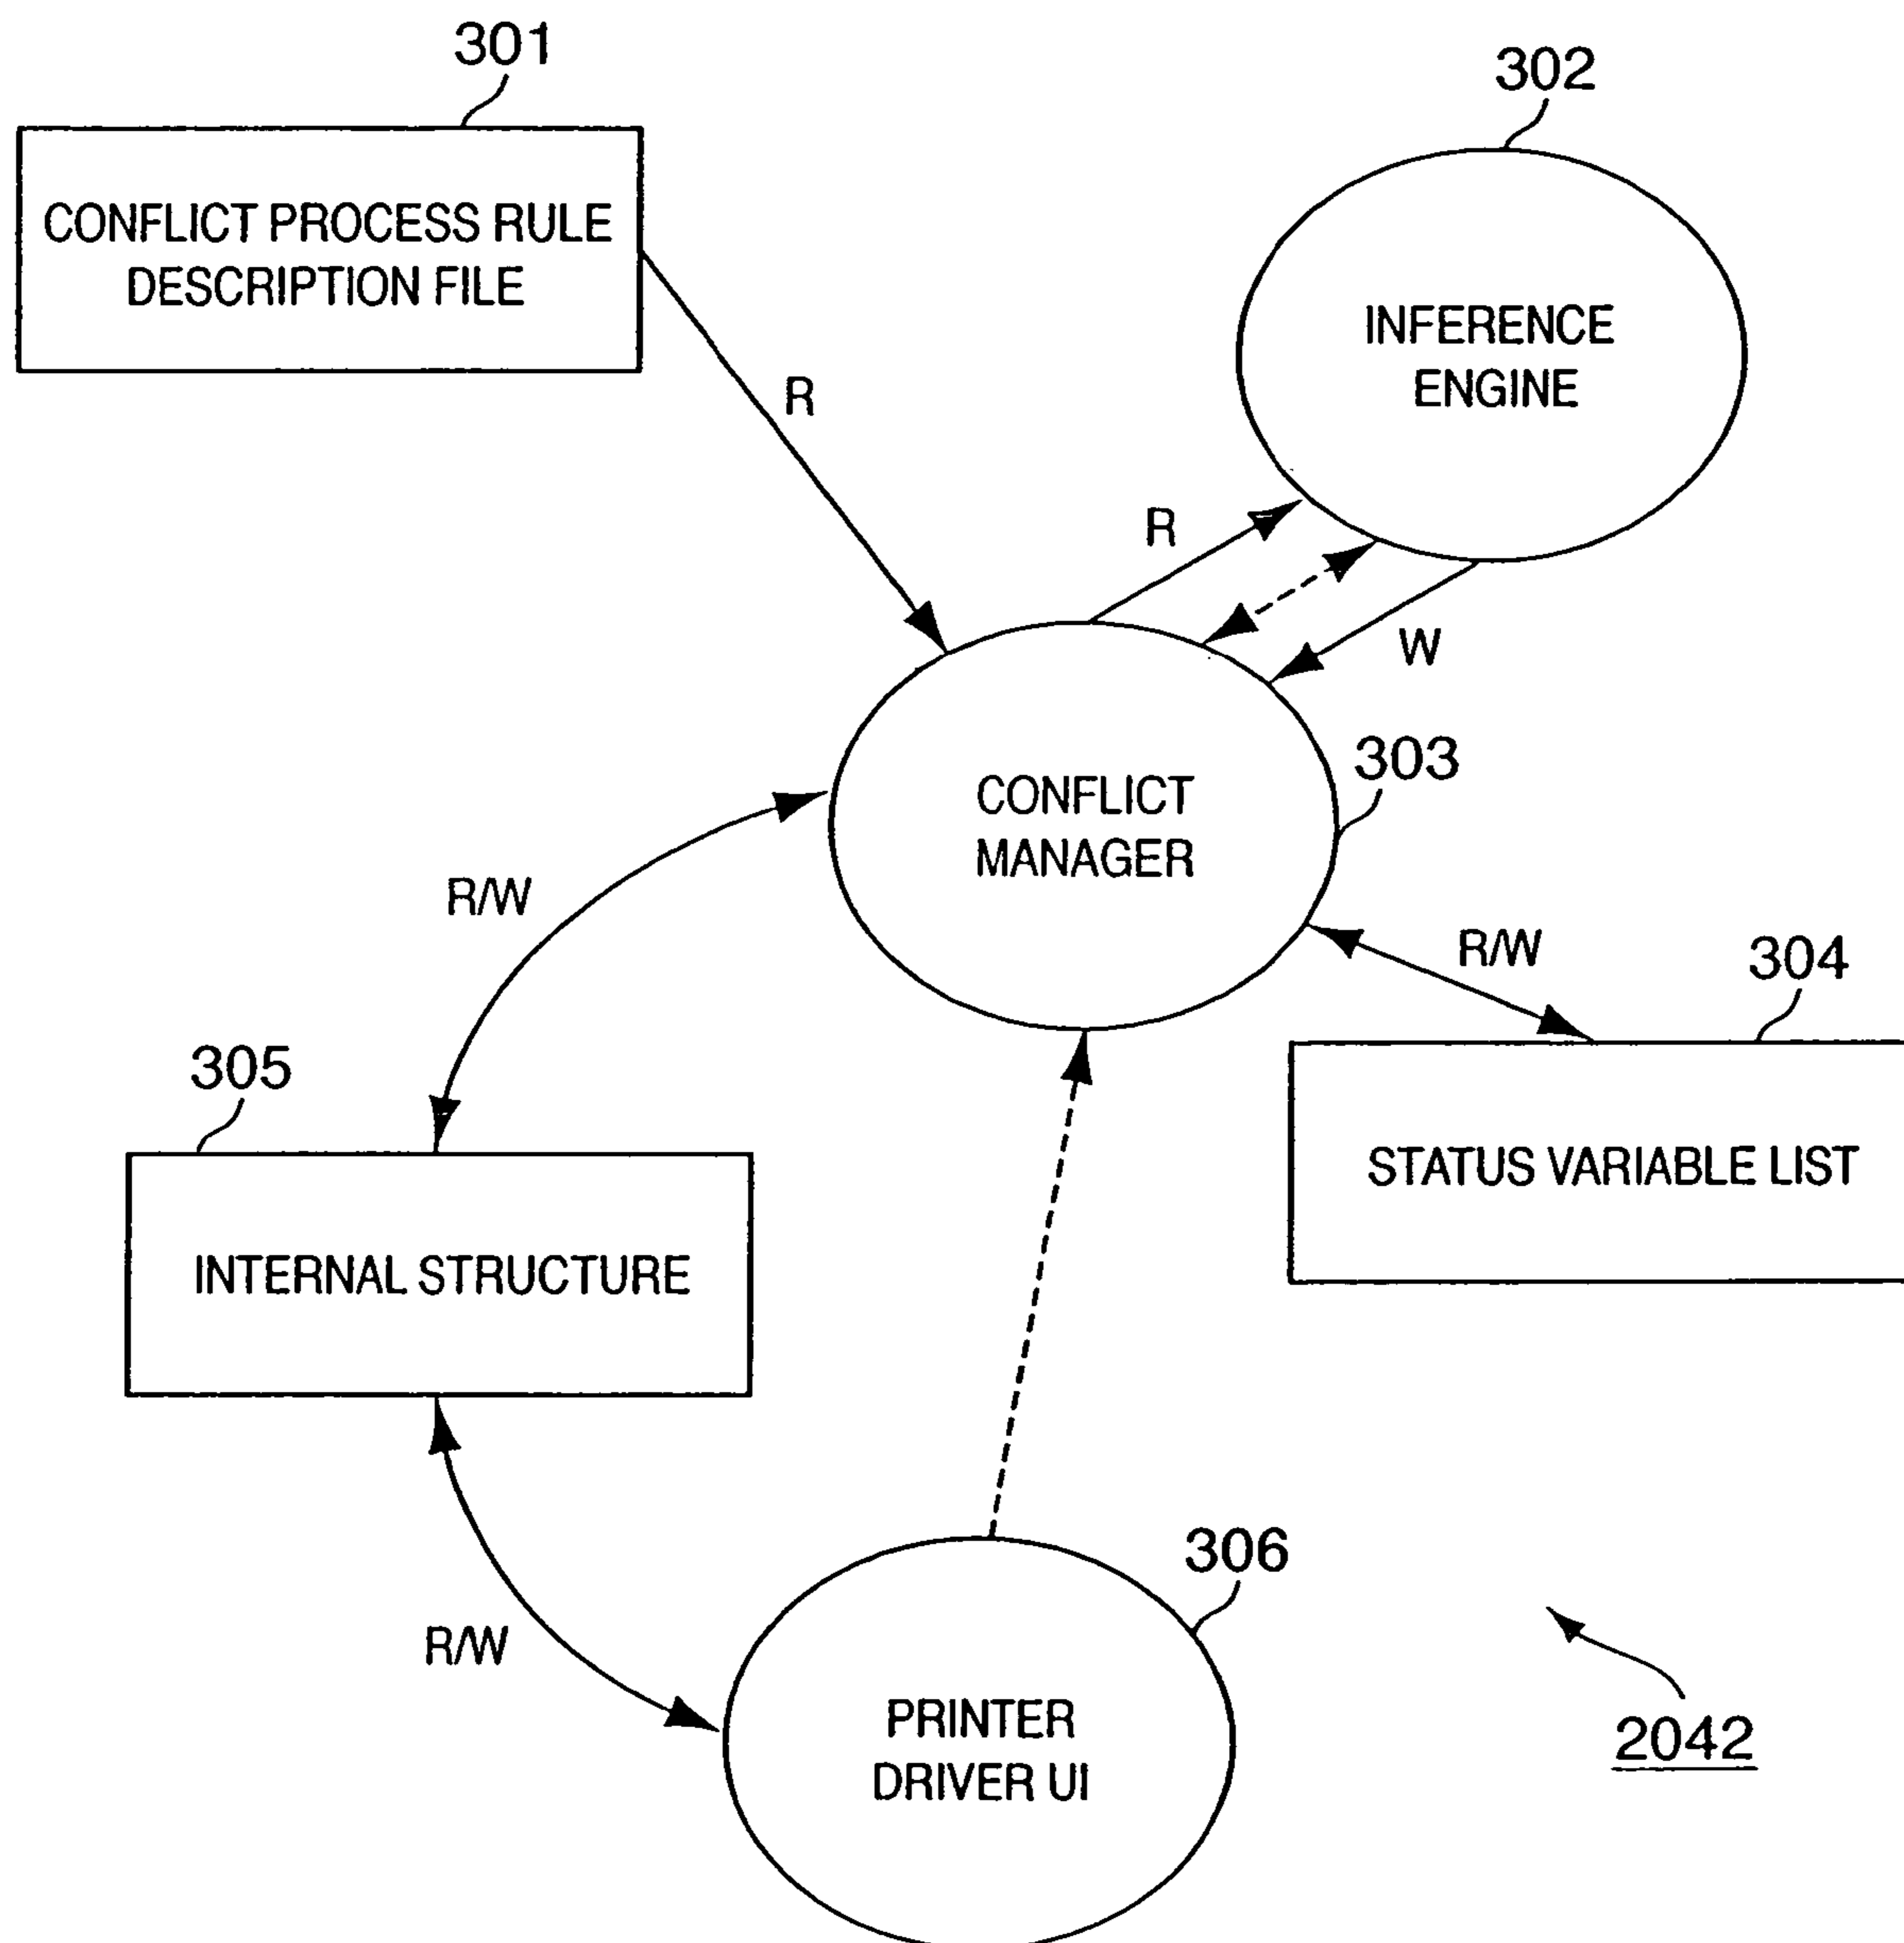 301
302
CONFLICT PROCESS RULE
DESCRIPTION FILE
INFERENCE
ENGINE
R
R
W
303
CONFLICT
MANAGER
R/W
R/W
304
305
STATUS VARIABLE LIST
INTERNAL STRUCTURE
306
R/W
PRINTER
DRIVER UI
2042